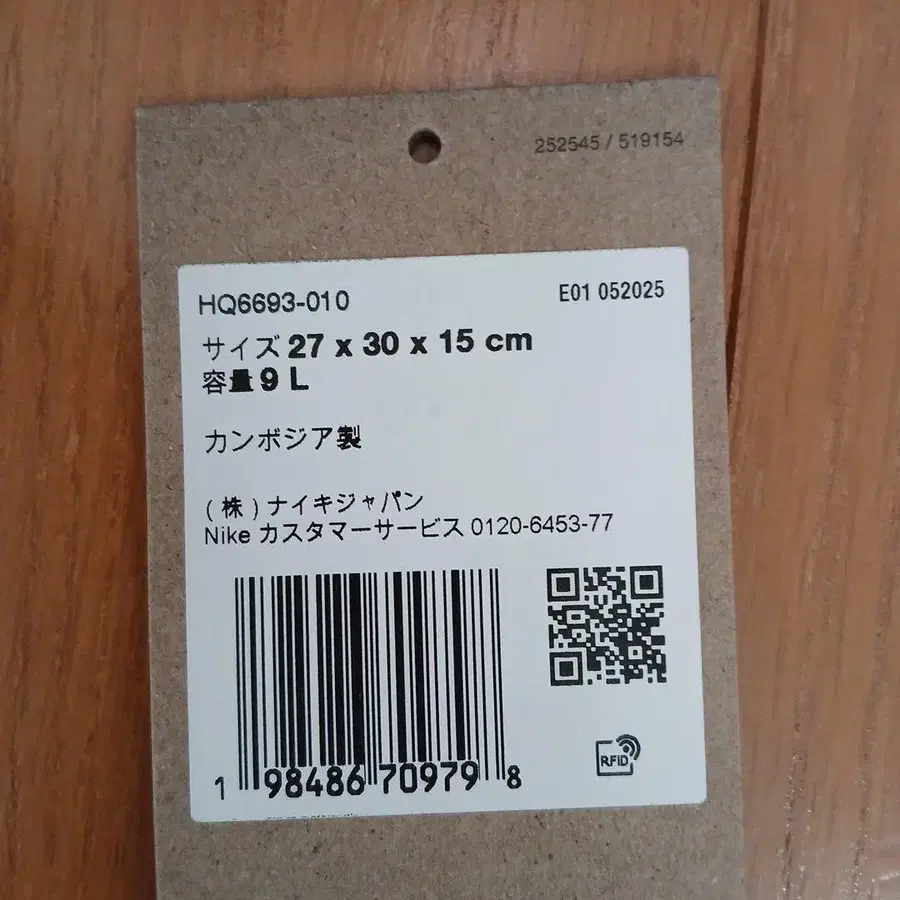 252545 / 519154
HQ6693-010
E01 052025
サイズ 27 x 30 x 15 cm
容量 9 L
カンボジア製
(株)ナイキジャパン
Nike カスタマーサービス 0120-6453-77
RFID
1 98486 70979 8